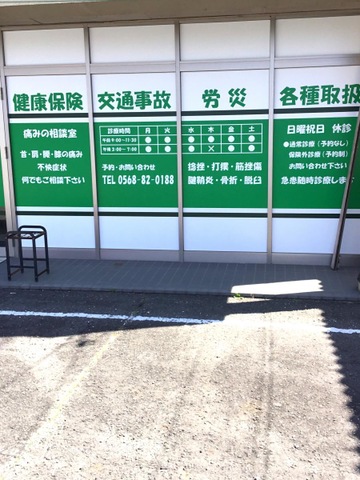 健康保険
交通事故
労災
各種取扱
痛みの相談室
首・肩・腰・膝の痛み
不快症状
何でもご相談下さい
診療時間 月 火 水 木 金 土
午前9:00〜11:30 ● ● ● ● ● ●
午後3:00〜7:00 ● ● ● × ● ●
予約・お問い合わせ
TEL 0568-82-0188
捻挫・打撲・筋挫傷
腱鞘炎・骨折・脱臼
日曜祝日 休診
●通常診療(予約なし)
保険外診療(予約制)
お問い合わせ下さい
急患随時診療しま